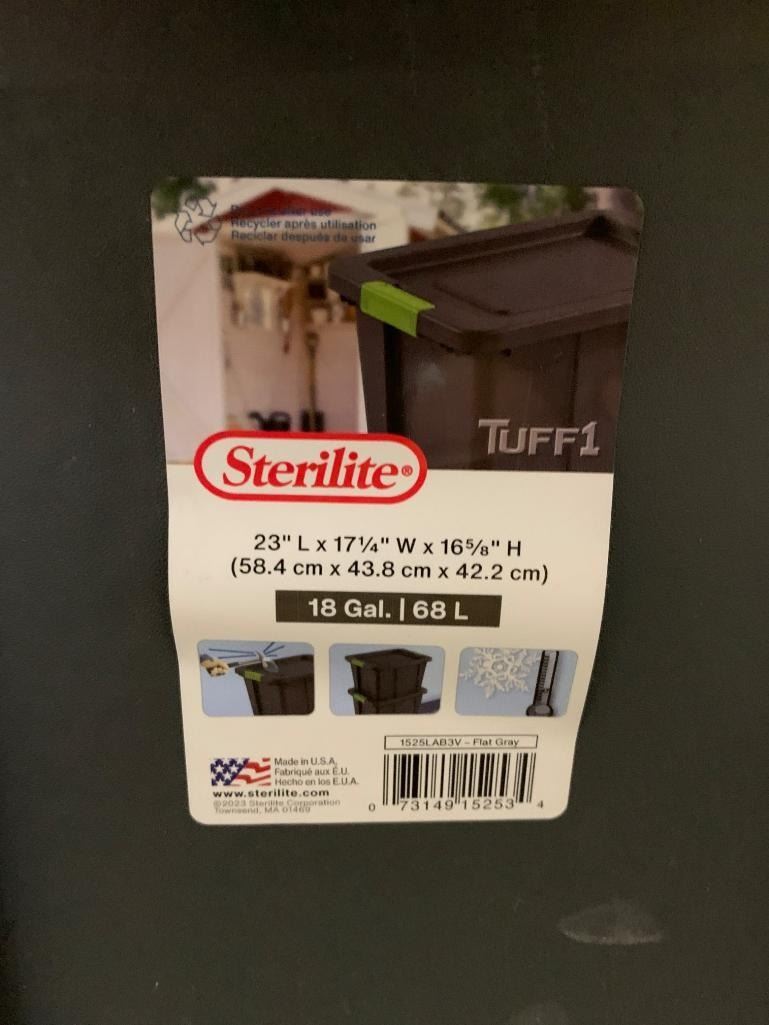 Recycler après utilisation
Reciclar después de usar
TUFF1
Sterilite®
23" L x 17¼" W x 16⅝" H
(58.4 cm x 43.8 cm x 42.2 cm)
18 Gal. | 68 L
1525LAB3V – Flat Gray
Made in U.S.A.
Fabriqué aux É.U.
Hecho en los E.U.A.
www.sterilite.com
©2023 Sterilite Corporation
Townsend, MA 01469
0 73149 15253 4